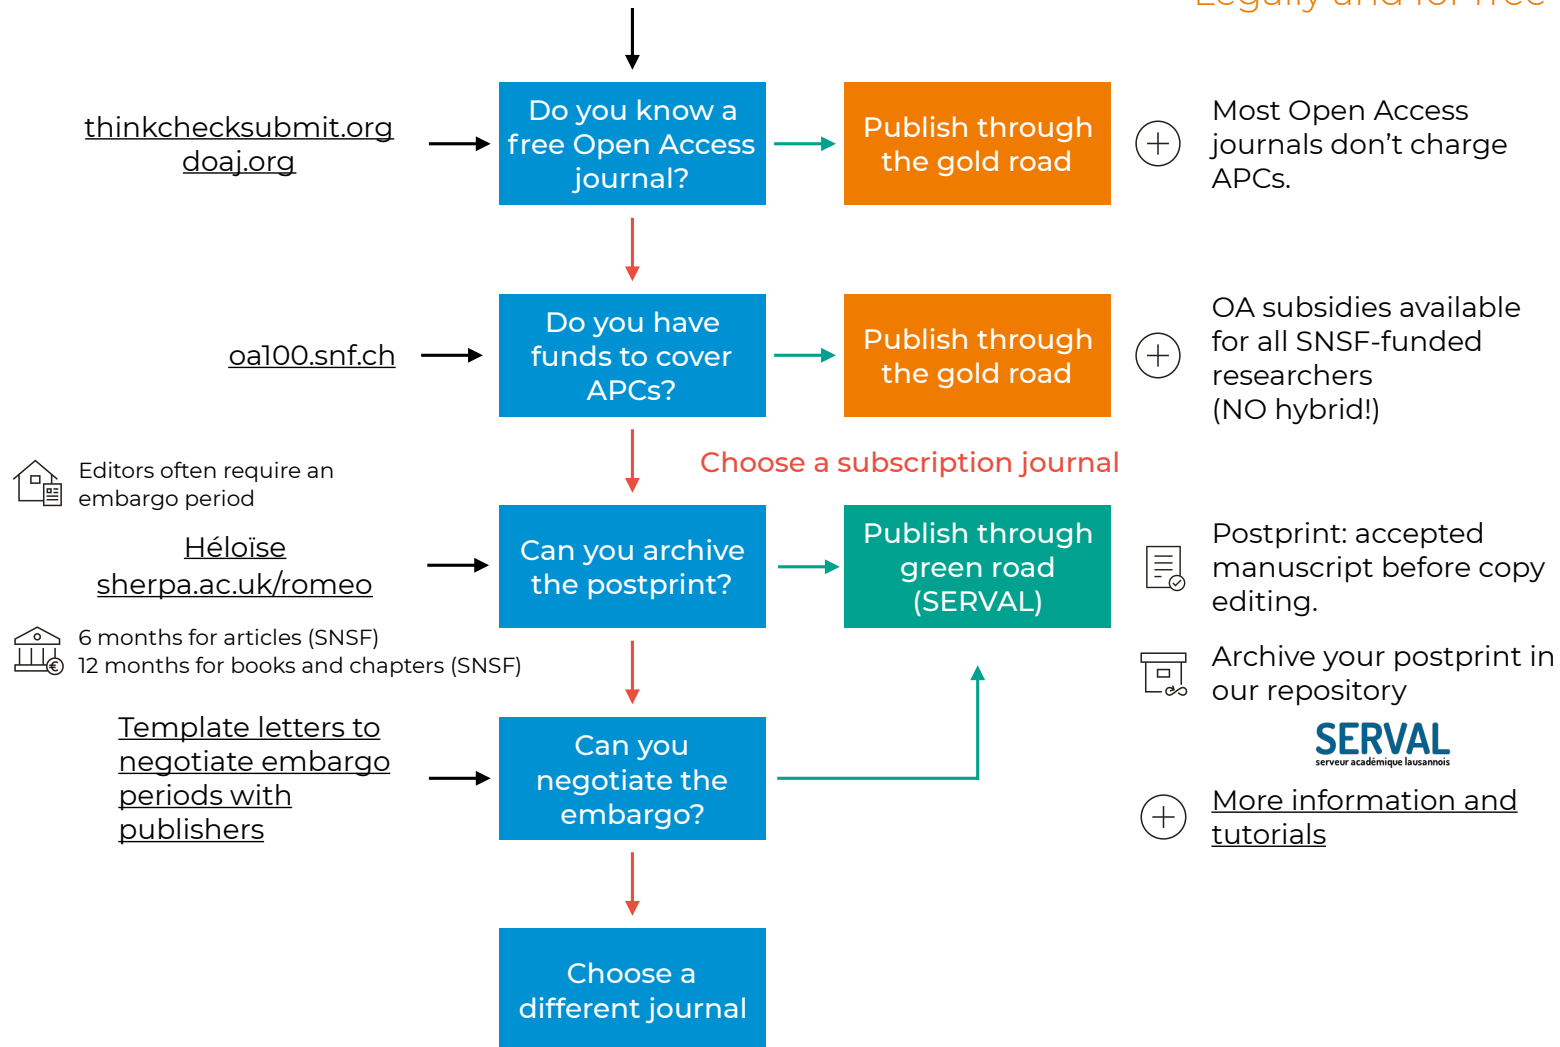 Legally and for free
thinkchecksubmit.org
doaj.org
Do you know a
free Open Access
journal?
Publish through
the gold road
Most Open Access
journals don’t charge
APCs.
oa100.snf.ch
Do you have
funds to cover
APCs?
Publish through
the gold road
OA subsidies available
for all SNSF-funded
researchers
(NO hybrid!)
Choose a subscription journal
Editors often require an
embargo period
Héloïse
sherpa.ac.uk/romeo
6 months for articles (SNSF)
12 months for books and chapters (SNSF)
Can you archive
the postprint?
Publish through
green road
(SERVAL)
Postprint: accepted
manuscript before copy
editing.
Archive your postprint in
our repository
SERVAL
serveur académique lausannois
More information and
tutorials
Template letters to
negotiate embargo
periods with
publishers
Can you
negotiate the
embargo?
Choose a
different journal